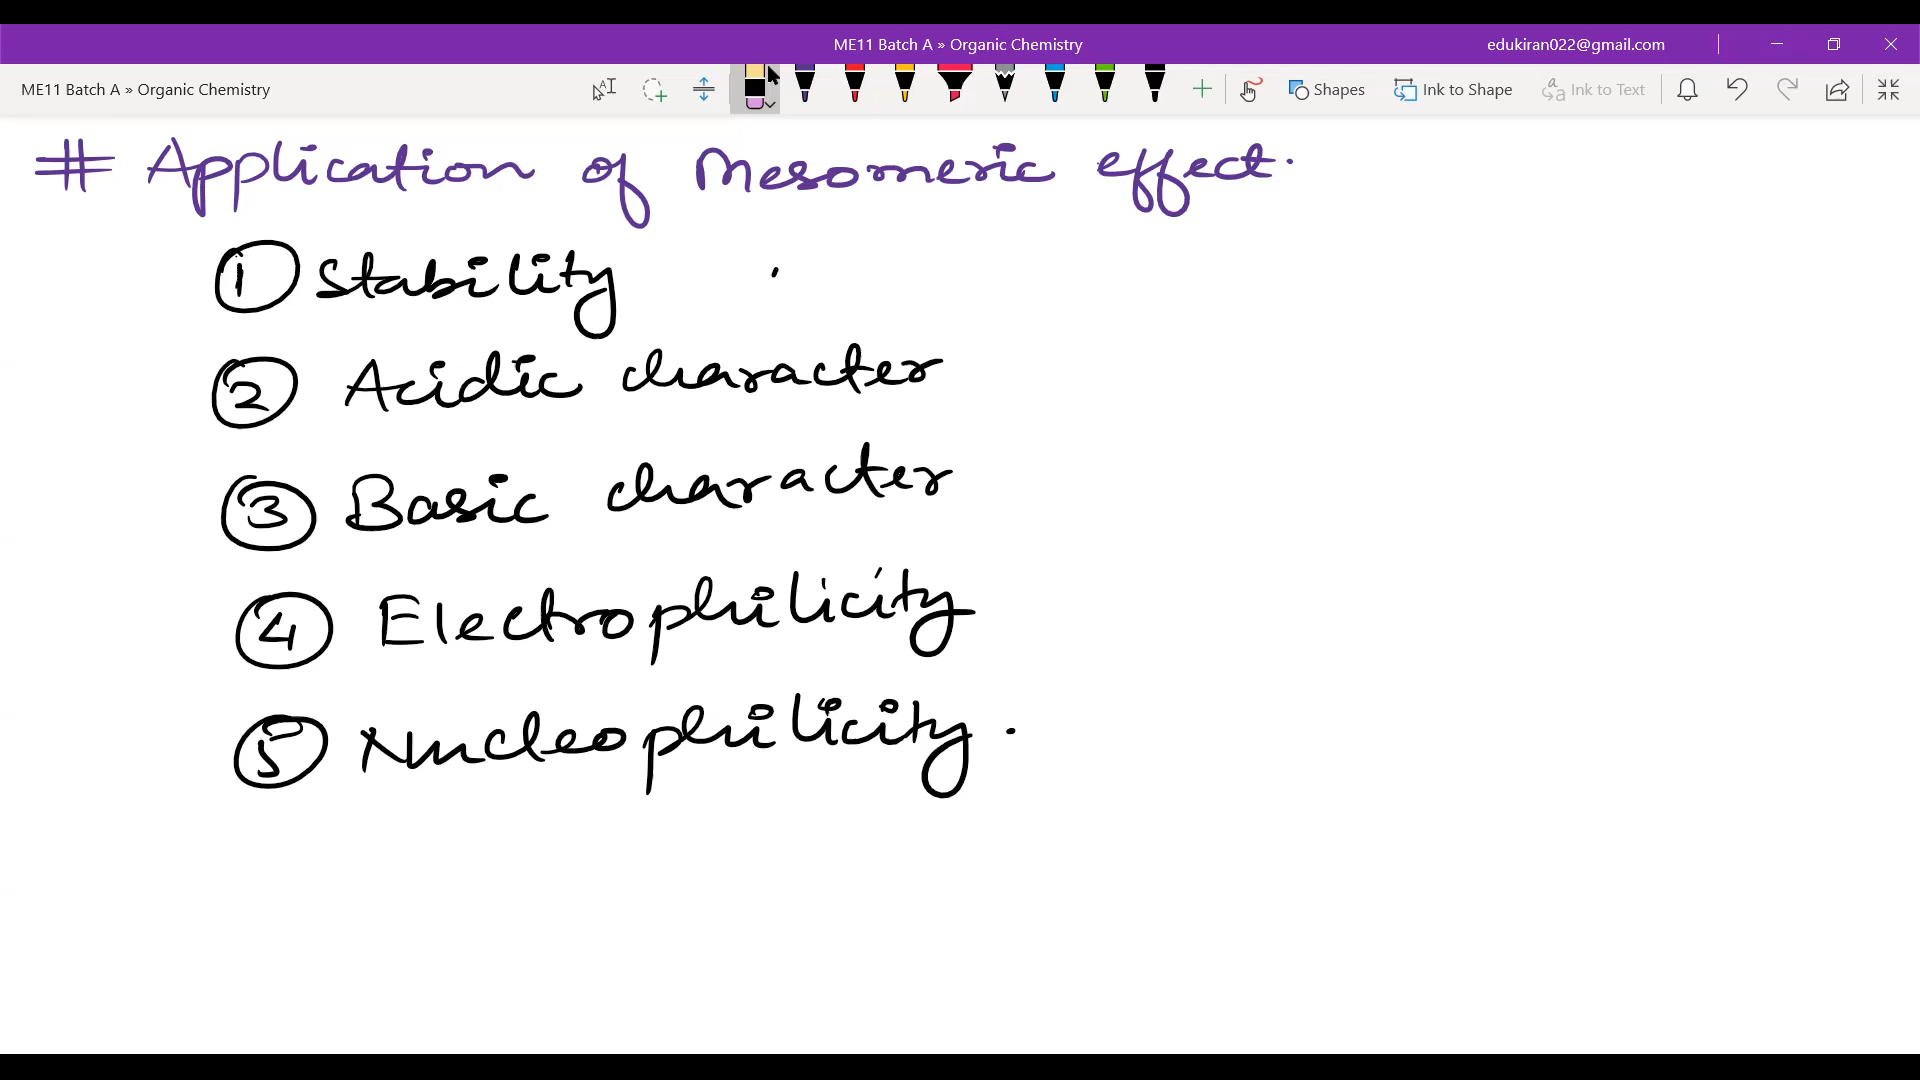 ME11 Batch A » Organic Chemistry
edukiran022@gmail.com
ME11 Batch A » Organic Chemistry
Shapes
Ink to Shape
Ink to Text
# Application of Mesomeric effect.
① Stability
② Acidic character
③ Basic character
④ Electrophilicity
⑤ Nucleophilicity.